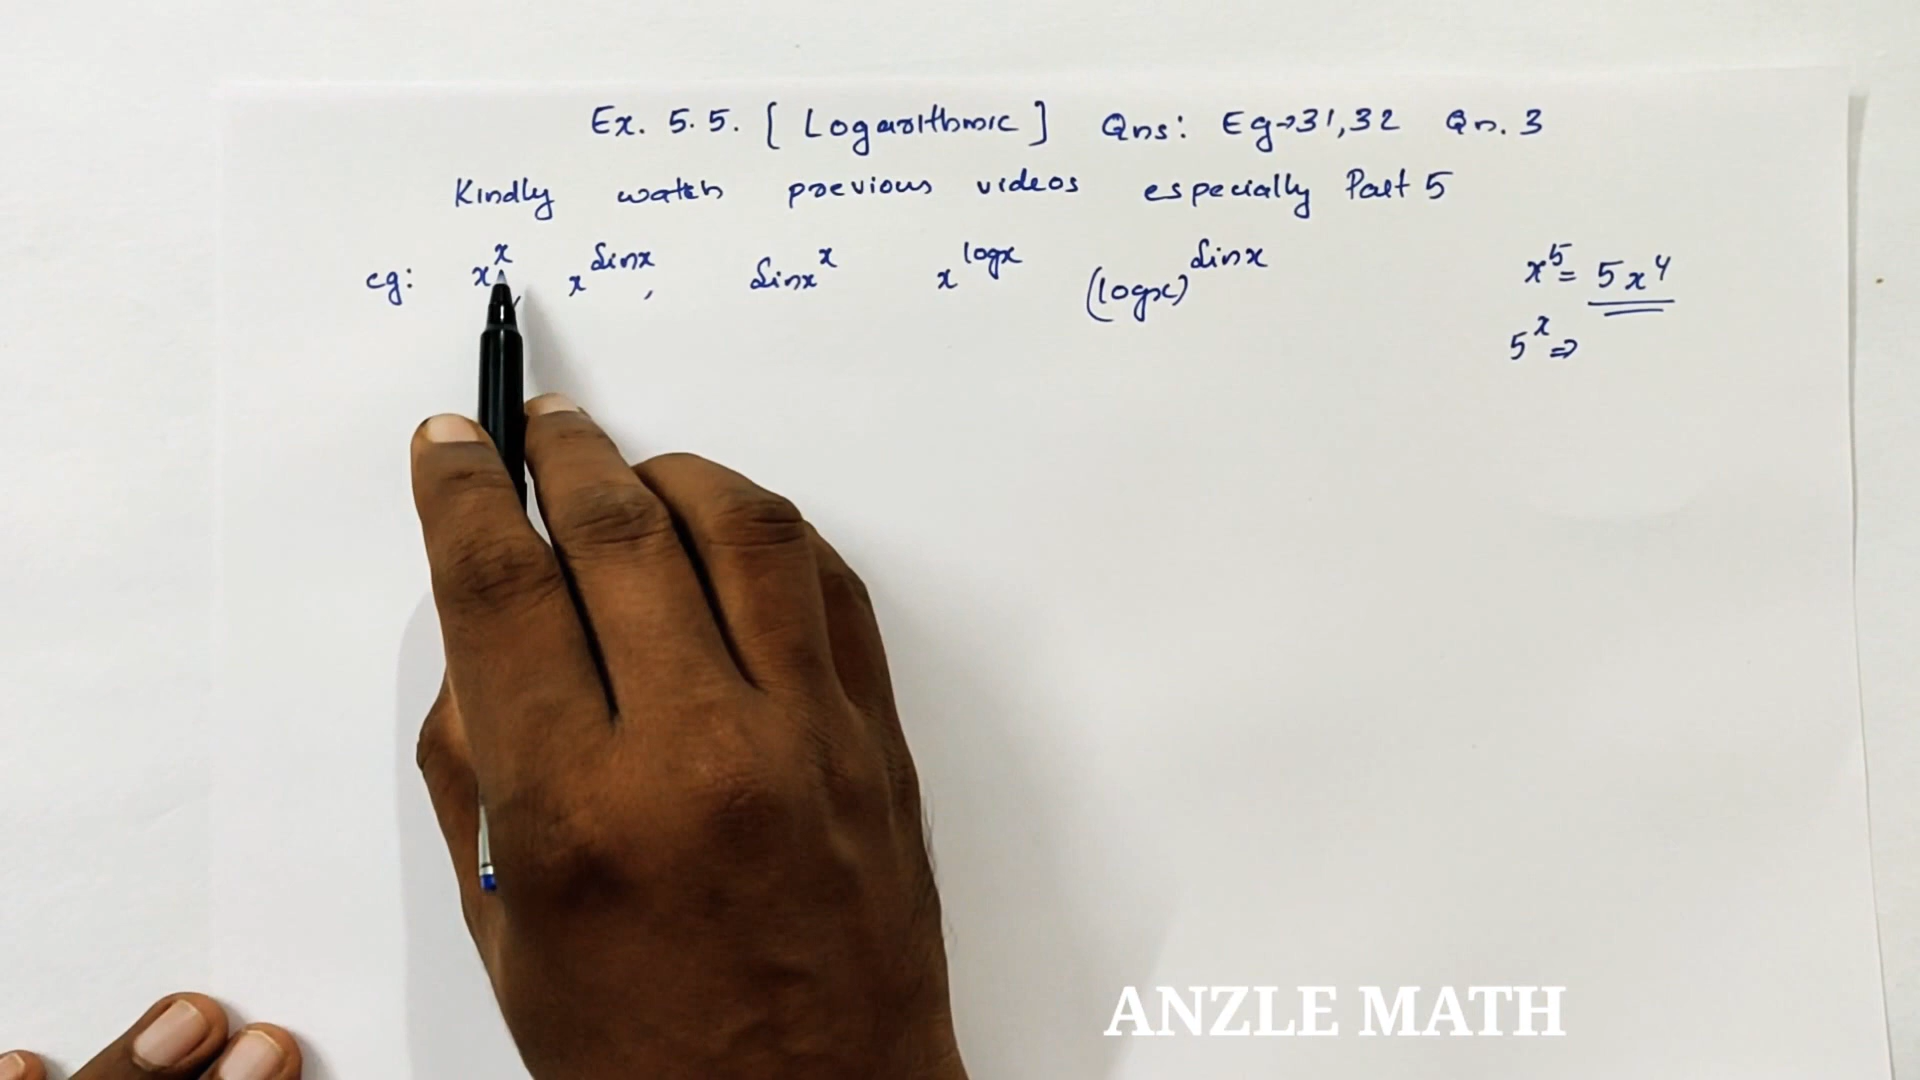 Ex. 5.5. [Logarithmic] Qns: Eg→31,32 Qn. 3
Kindly watch previous videos especially Part 5
eg: x^x, x^sinx, sinx^x x^logx (logx)^sinx x^5 = 5x^4
5^x ⇒
ANZLE MATH